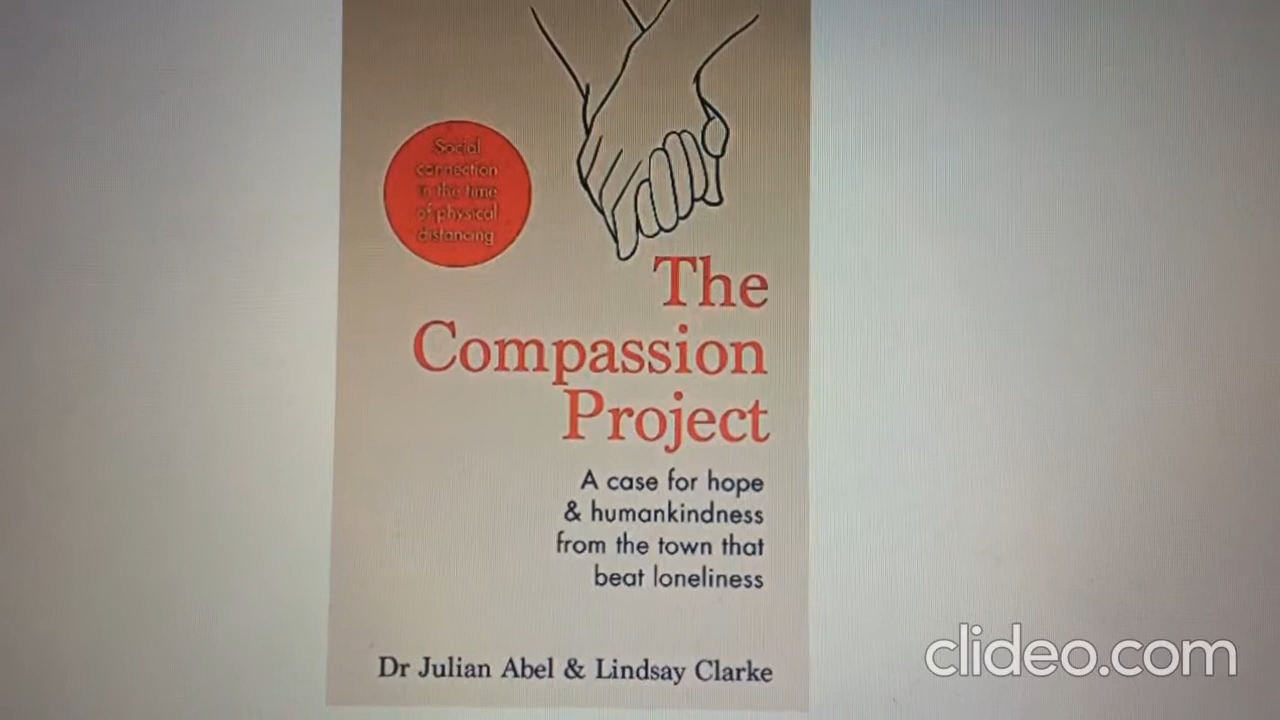 Social
connection
in the time
of physical
distancing
The
Compassion
Project
A case for hope
& humankindness
from the town that
beat loneliness
Dr Julian Abel & Lindsay Clarke
clideo.com